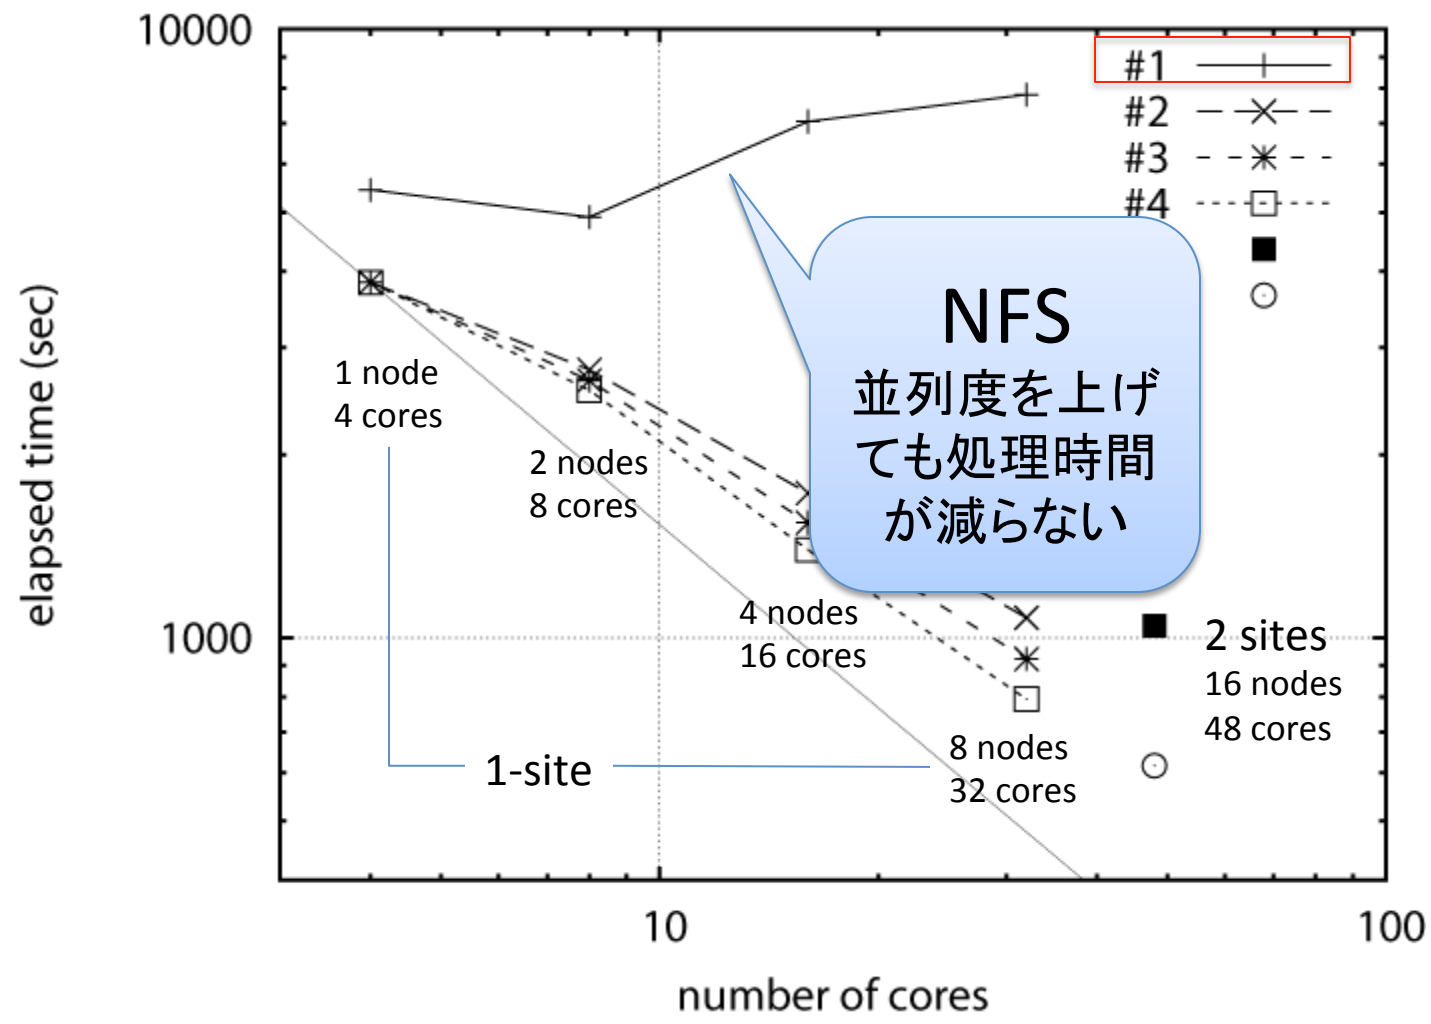 10000
#1
#2
#3
#4
NFS
並列度を上げ
ても処理時間
が減らない
elapsed time (sec)
1 node
4 cores
2 nodes
8 cores
4 nodes
16 cores
1000
2 sites
16 nodes
48 cores
8 nodes
32 cores
1-site
10
100
number of cores